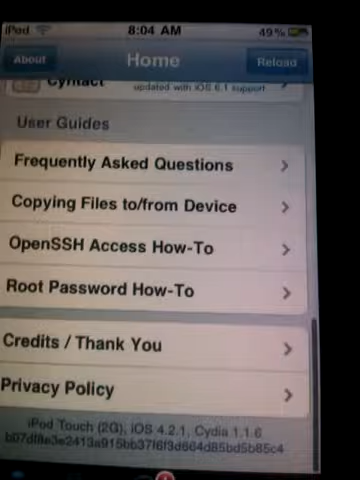 iPod 8:04 AM 49%
About Home Reload
Cyntact
updated with iOS 6.1 support
User Guides
Frequently Asked Questions
Copying Files to/from Device
OpenSSH Access How-To
Root Password How-To
Credits / Thank You
Privacy Policy
iPod Touch (2G), iOS 4.2.1, Cydia 1.1.6